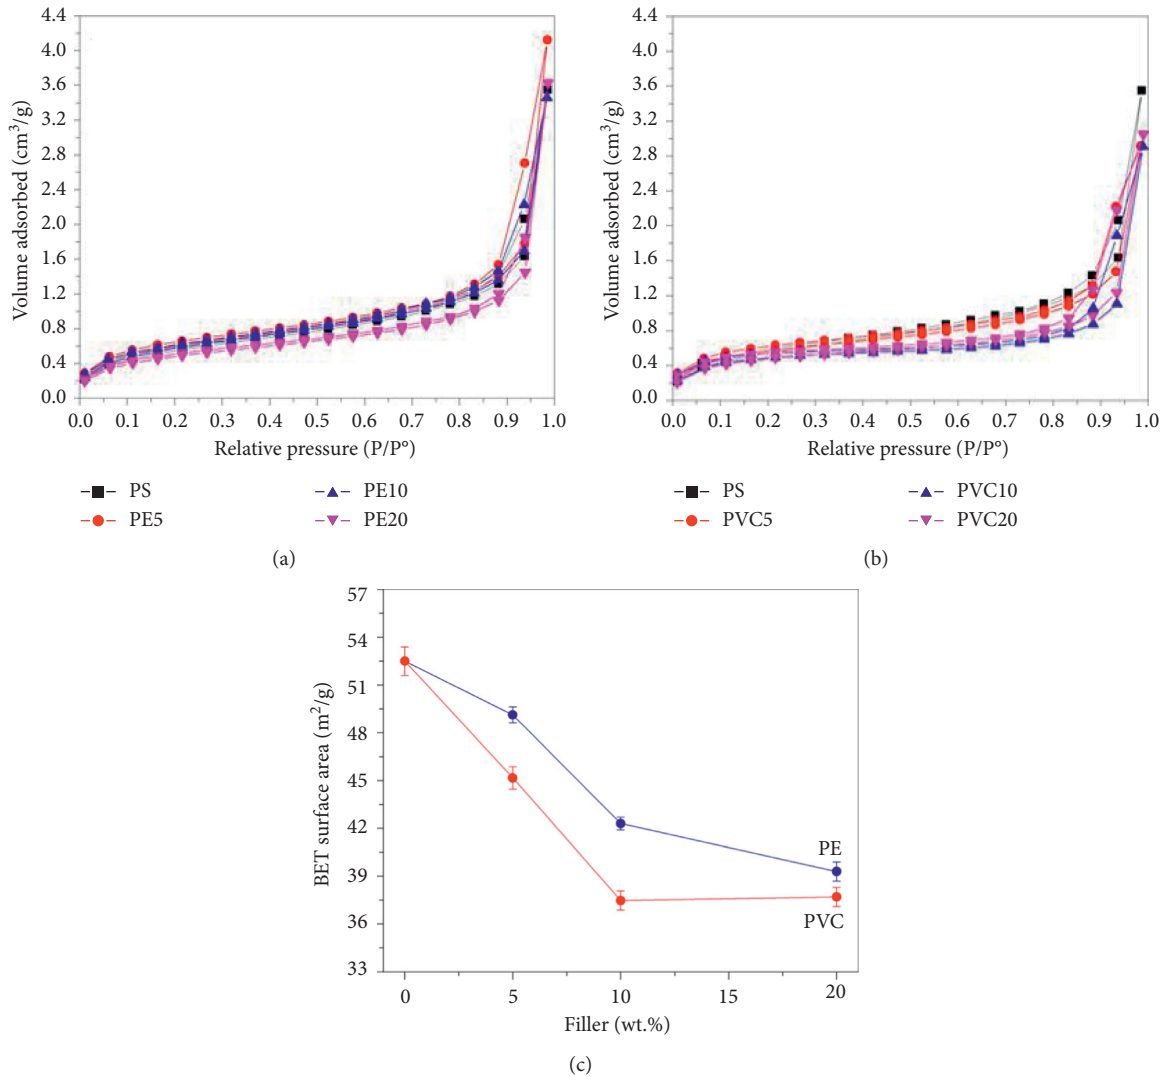 4.4
4.0
3.6
3.2
2.8
2.4
2.0
1.6
1.2
0.8
0.4
0.0
Volume adsorbed (cm³/g)
0.0 0.1 0.2 0.3 0.4 0.5 0.6 0.7 0.8 0.9 1.0
Relative pressure (P/P°)
PS
PE5
PE10
PE20
(a)
4.4
4.0
3.6
3.2
2.8
2.4
2.0
1.6
1.2
0.8
0.4
0.0
Volume adsorbed (cm³/g)
0.0 0.1 0.2 0.3 0.4 0.5 0.6 0.7 0.8 0.9 1.0
Relative pressure (P/P°)
PS
PVC5
PVC10
PVC20
(b)
57
54
51
48
45
42
39
36
33
BET surface area (m²/g)
PE
PVC
0 5 10 15 20
Filler (wt.%)
(c)